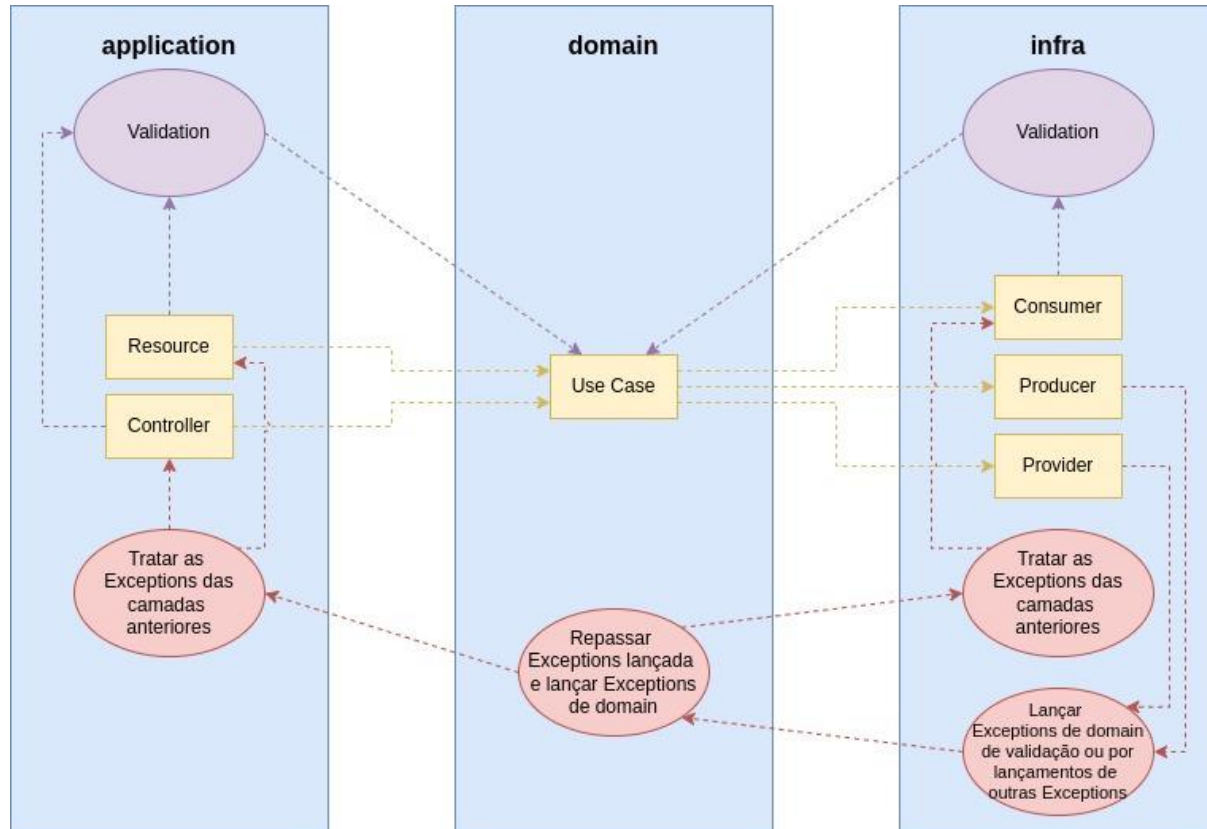 application
Validation
Resource
Controller
Tratar as
Exceptions das
camadas
anteriores
domain
Use Case
Repassar
Exceptions lançada
e lançar Exceptions
de domain
infra
Validation
Consumer
Producer
Provider
Tratar as
Exceptions das
camadas
anteriores
Lançar
Exceptions de domain
de validação ou por
lançamentos de
outras Exceptions